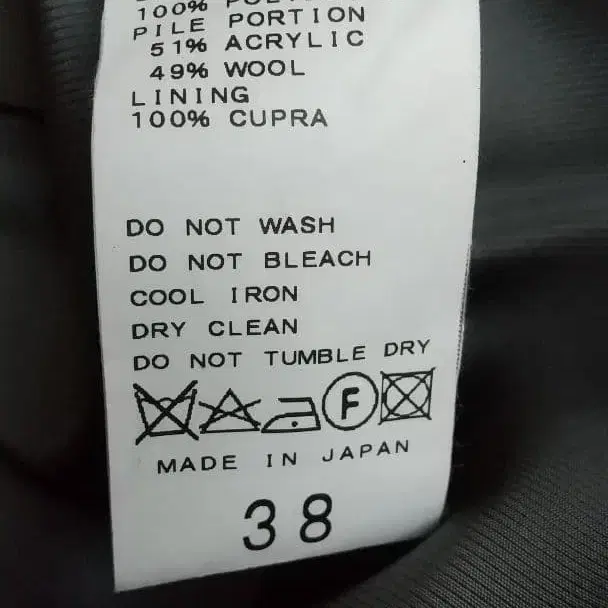 100%
PILE PORTION
51% ACRYLIC
49% WOOL
LINING
100% CUPRA
DO NOT WASH
DO NOT BLEACH
COOL IRON
DRY CLEAN
DO NOT TUMBLE DRY
F
MADE IN JAPAN
38